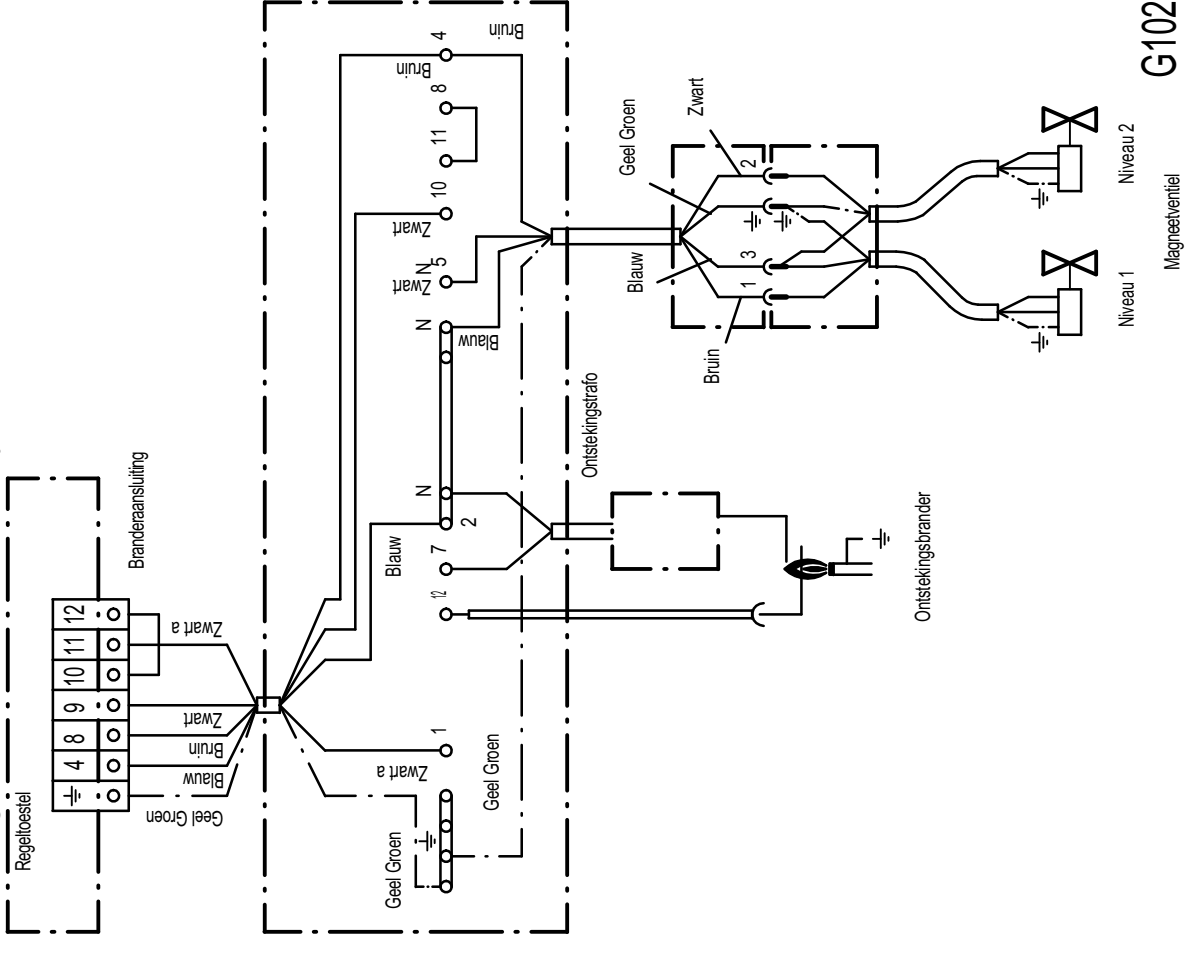 Regeltoestel
Branderaansluiting
4
8
9
10
11
12
Geel Groen
Blauw
Bruin
Zwart
Zwart a
Geel Groen
Zwart a
1
Geel Groen
12
7
2
N
Blauw
N
Blauw
5
N
Zwart
10
Zwart
11
8
4
Bruin
Bruin
Ontstekingstrafo
Ontstekingsbrander
Bruin
Blauw
Geel Groen
Zwart
1
3
2
Niveau 1
Niveau 2
Magneetventiel
G102